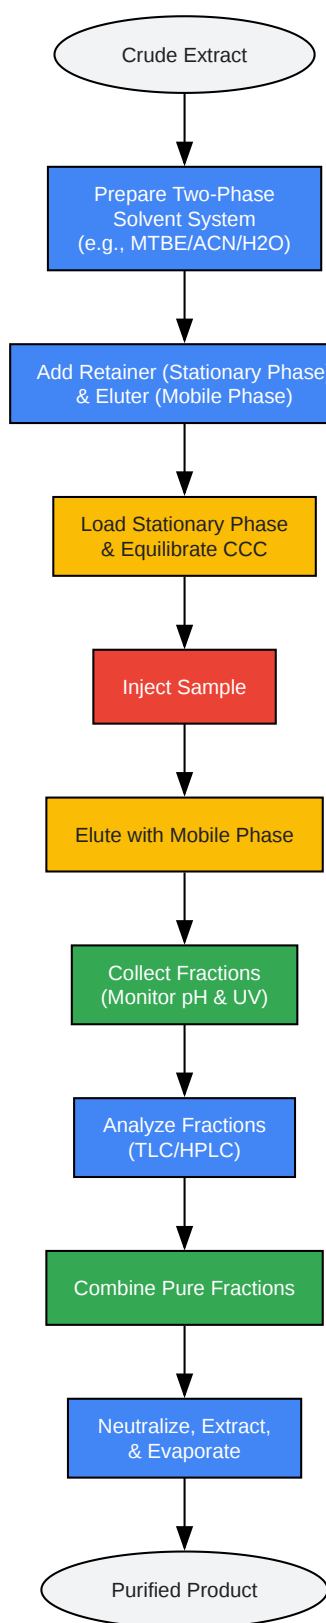 Crude Extract
Prepare Two-Phase
Solvent System
(e.g., MTBE/ACN/H2O)
Add Retainer (Stationary Phase
& Eluter (Mobile Phase)
Load Stationary Phase
& Equilibrate CCC
Inject Sample
Elute with Mobile Phase
Collect Fractions
(Monitor pH & UV)
Analyze Fractions
(TLC/HPLC)
Combine Pure Fractions
Neutralize, Extract,
& Evaporate
Purified Product